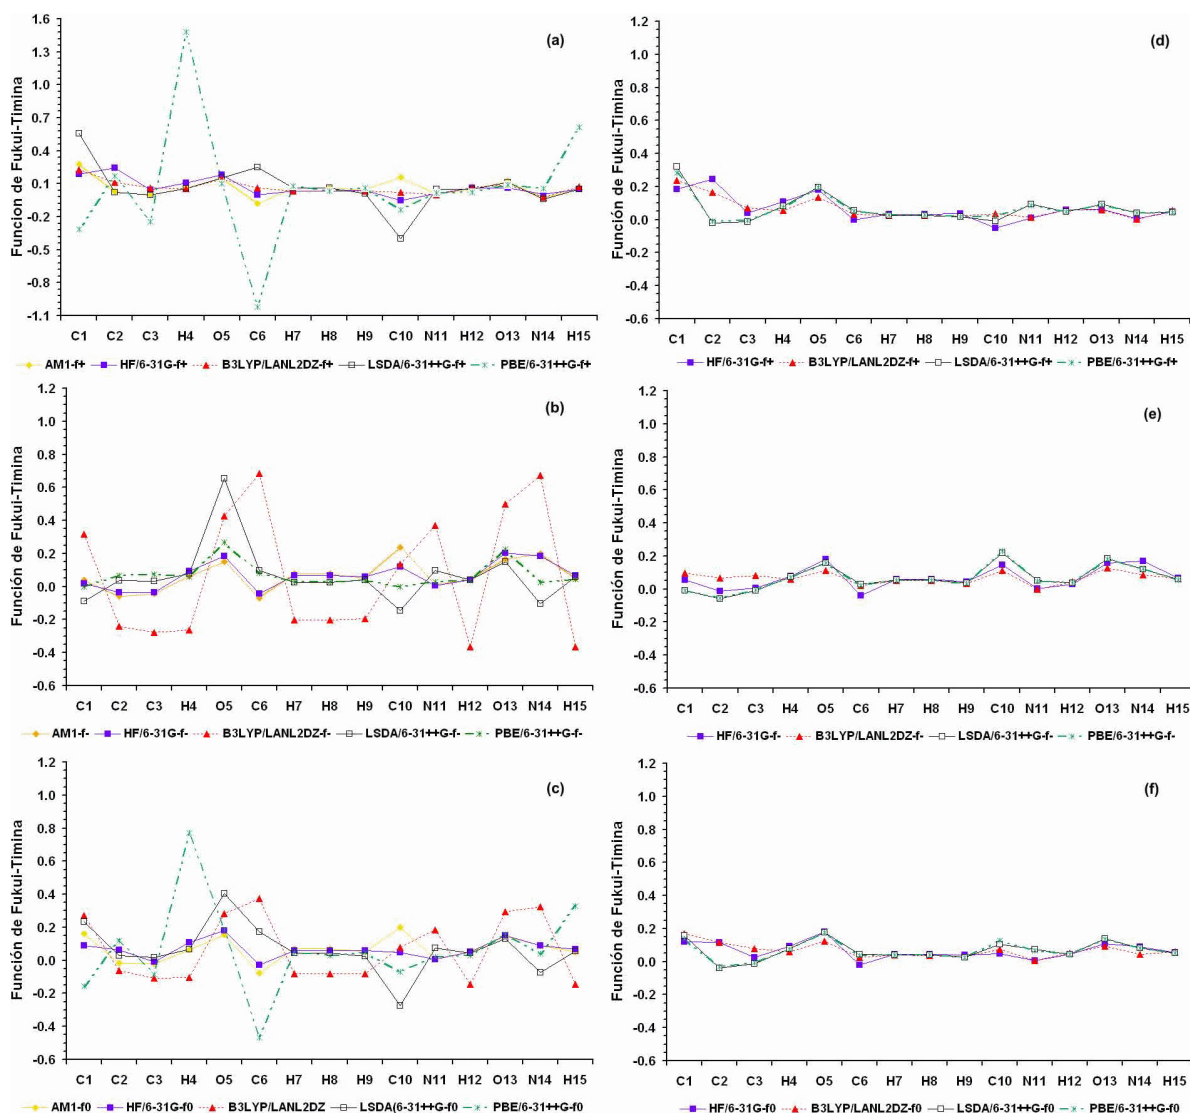 (a)
Función de Fukui-Timina
1.6
1.3
1.0
0.7
0.4
0.1
-0.2
-0.5
-0.8
-1.1
C1 C2 C3 H4 O5 C6 H7 H8 H9 C10 N11 H12 O13 N14 H15
AM1-f+ HF/6-31G-f+ B3LYP/LANL2DZ-f+ LSDA/6-31++G-f+ PBE/6-31++G-f+
(d)
Función de Fukui-Timina
1.2
1.0
0.8
0.6
0.4
0.2
0.0
-0.2
-0.4
-0.6
C1 C2 C3 H4 O5 C6 H7 H8 H9 C10 N11 H12 O13 N14 H15
HF/6-31G-f+ B3LYP/LANL2DZ-f+ LSDA/6-31++G-f+ PBE/6-31++G-f+
(b)
Función de Fukui-Timina
1.2
1.0
0.8
0.6
0.4
0.2
0.0
-0.2
-0.4
-0.6
C1 C2 C3 H4 O5 C6 H7 H8 H9 C10 N11 H12 O13 N14 H15
AM1-f- HF/6-31G-f- B3LYP/LANL2DZ-f- LSDA/6-31++G-f- PBE/6-31++G-f-
(e)
Función de Fukui-Timina
1.2
1.0
0.8
0.6
0.4
0.2
0.0
-0.2
-0.4
-0.6
C1 C2 C3 H4 O5 C6 H7 H8 H9 C10 N11 H12 O13 N14 H15
HF/6-31G-f- B3LYP/LANL2DZ-f- LSDA/6-31++G-f- PBE/6-31++G-f-
(c)
Función de Fukui-Timina
1.2
1.0
0.8
0.6
0.4
0.2
0.0
-0.2
-0.4
-0.6
C1 C2 C3 H4 O5 C6 H7 H8 H9 C10 N11 H12 O13 N14 H15
AM1-f0 HF/6-31G-f0 B3LYP/LANL2DZ LSDA(6-31++G-f0 PBE/6-31++G-f0
(f)
Función de Fukui-Timina
1.2
1.0
0.8
0.6
0.4
0.2
0.0
-0.2
-0.4
-0.6
C1 C2 C3 H4 O5 C6 H7 H8 H9 C10 N11 H12 O13 N14 H15
HF/6-31G-f0 B3LYP/LANL2DZ-f0 LSDA/6-31++G-f0 PBE/6-31++G-f0